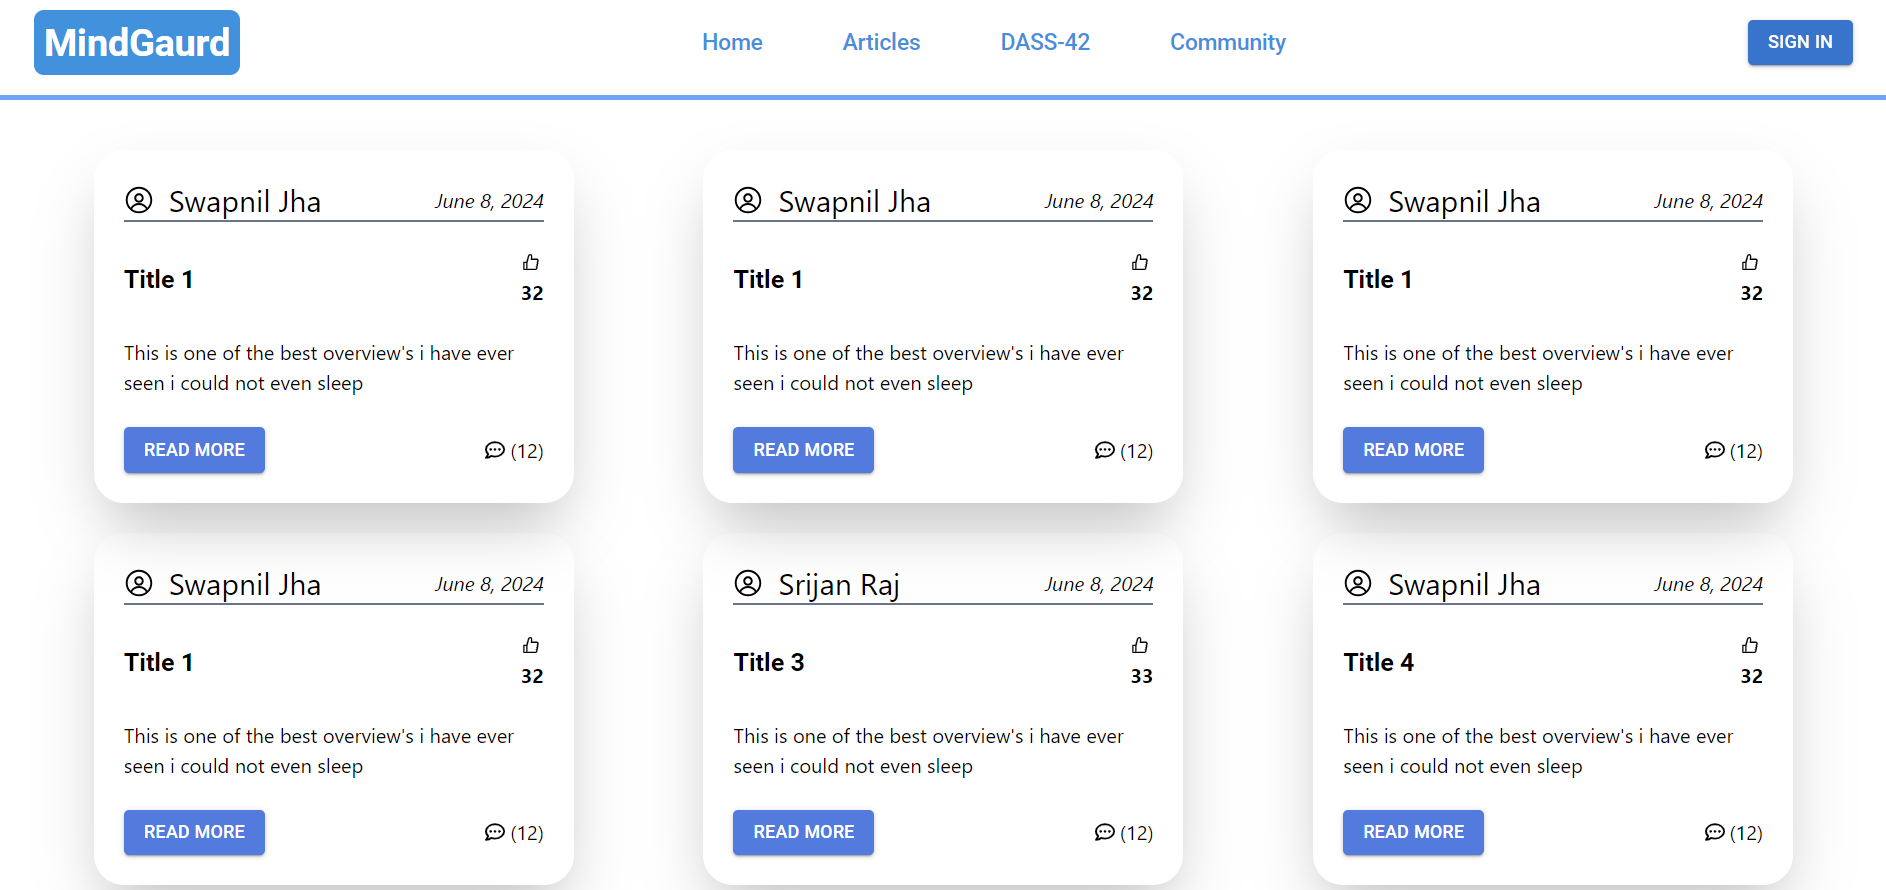 MindGaurd
Home Articles DASS-42 Community
SIGN IN
Swapnil Jha June 8, 2024
Title 1
32
This is one of the best overview's i have ever
seen i could not even sleep
READ MORE (12)
Swapnil Jha June 8, 2024
Title 1
32
This is one of the best overview's i have ever
seen i could not even sleep
READ MORE (12)
Swapnil Jha June 8, 2024
Title 1
32
This is one of the best overview's i have ever
seen i could not even sleep
READ MORE (12)
Swapnil Jha June 8, 2024
Title 1
32
This is one of the best overview's i have ever
seen i could not even sleep
READ MORE (12)
Srijan Raj June 8, 2024
Title 3
33
This is one of the best overview's i have ever
seen i could not even sleep
READ MORE (12)
Swapnil Jha June 8, 2024
Title 4
32
This is one of the best overview's i have ever
seen i could not even sleep
READ MORE (12)